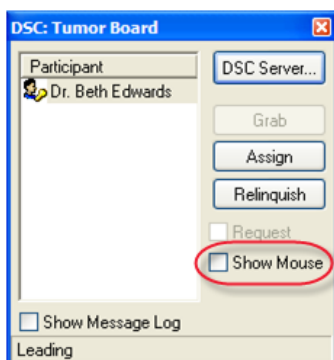 DSC: Tumor Board
Participant
Dr. Beth Edwards
DSC Server...
Grab
Assign
Relinquish
Request
Show Mouse
Show Message Log
Leading